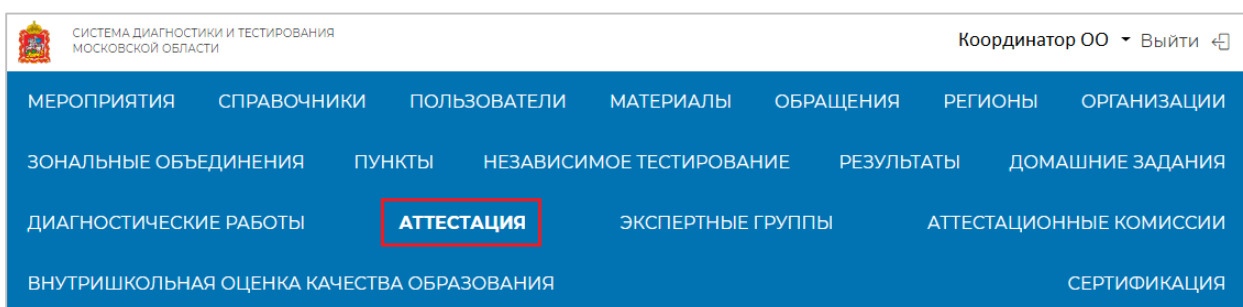 СИСТЕМА ДИАГНОСТИКИ И ТЕСТИРОВАНИЯ
МОСКОВСКОЙ ОБЛАСТИ
Координатор ОО Выйти
МЕРОПРИЯТИЯ СПРАВОЧНИКИ ПОЛЬЗОВАТЕЛИ МАТЕРИАЛЫ ОБРАЩЕНИЯ РЕГИОНЫ ОРГАНИЗАЦИИ
ЗОНАЛЬНЫЕ ОБЪЕДИНЕНИЯ ПУНКТЫ НЕЗАВИСИМОЕ ТЕСТИРОВАНИЕ РЕЗУЛЬТАТЫ ДОМАШНИЕ ЗАДАНИЯ
ДИАГНОСТИЧЕСКИЕ РАБОТЫ АТТЕСТАЦИЯ ЭКСПЕРТНЫЕ ГРУППЫ АТТЕСТАЦИОННЫЕ КОМИССИИ
ВНУТРИШКОЛЬНАЯ ОЦЕНКА КАЧЕСТВА ОБРАЗОВАНИЯ СЕРТИФИКАЦИЯ